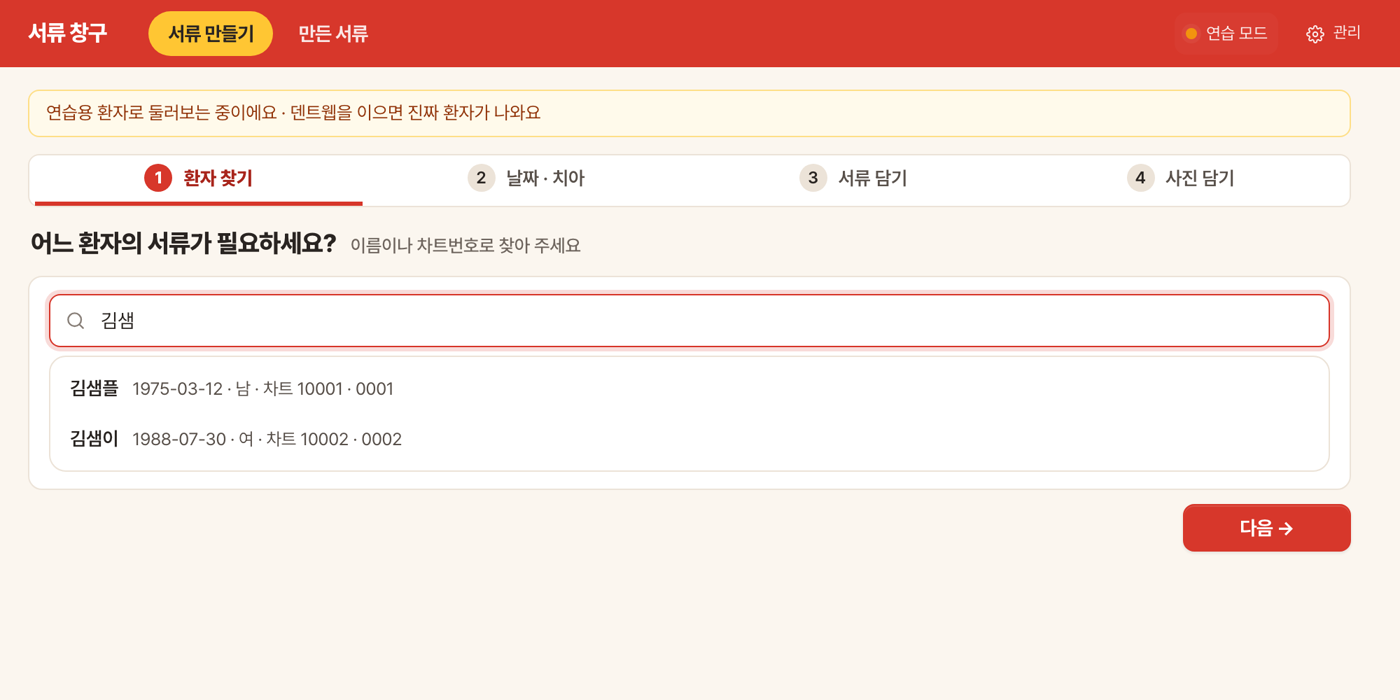 서류 창구 서류 만들기 만든 서류 연습 모드 관리
연습용 환자로 둘러보는 중이에요 · 덴트웹을 이으면 진짜 환자가 나와요
1 환자 찾기 2 날짜 · 치아 3 서류 담기 4 사진 담기
어느 환자의 서류가 필요하세요? 이름이나 차트번호로 찾아 주세요
김샘
김샘플 1975-03-12 · 남 · 차트 10001 · 0001
김샘이 1988-07-30 · 여 · 차트 10002 · 0002
다음 →